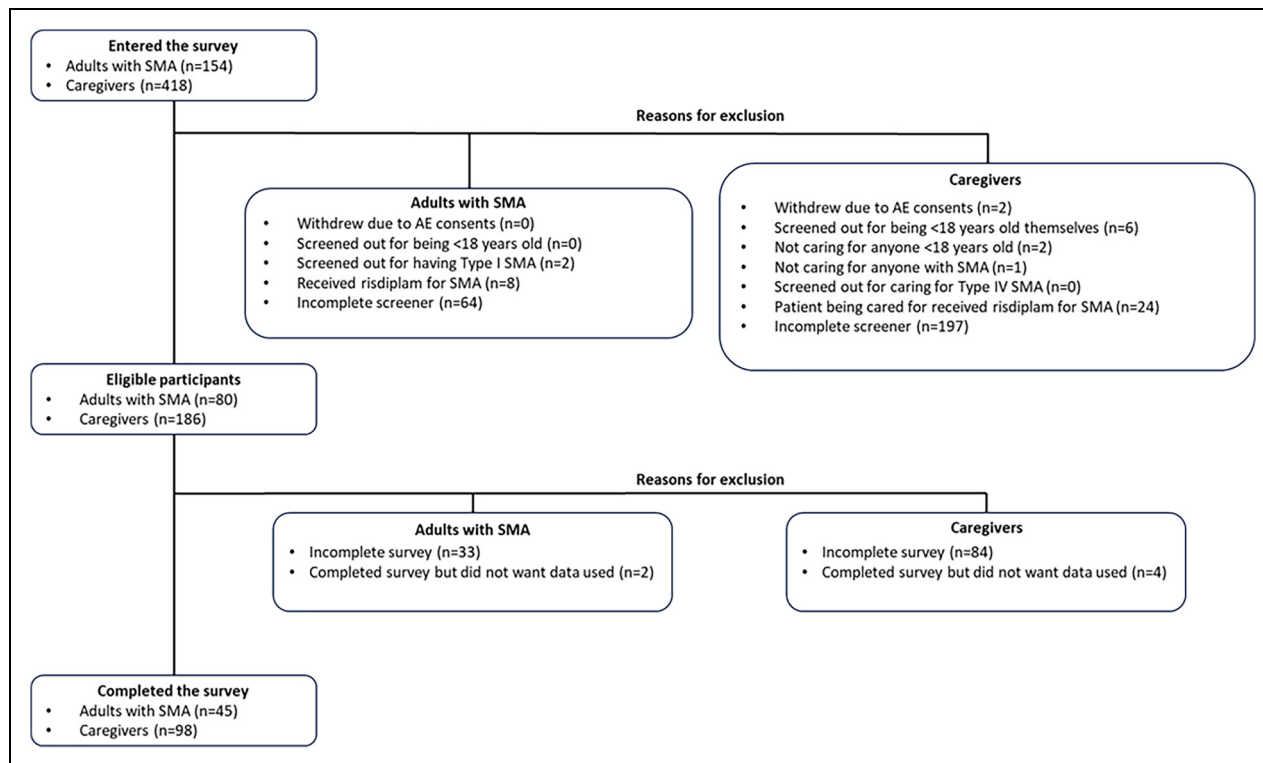 Entered the survey
• Adults with SMA (n=154)
• Caregivers (n=418)
Reasons for exclusion
Adults with SMA
• Withdrew due to AE consents (n=0)
• Screened out for being <18 years old (n=0)
• Screened out for having Type I SMA (n=2)
• Received risdiplam for SMA (n=8)
• Incomplete screener (n=64)
Caregivers
• Withdrew due to AE consents (n=2)
• Screened out for being <18 years old themselves (n=6)
• Not caring for anyone <18 years old (n=2)
• Not caring for anyone with SMA (n=1)
• Screened out for caring for Type IV SMA (n=0)
• Patient being cared for received risdiplam for SMA (n=24)
• Incomplete screener (n=197)
Eligible participants
• Adults with SMA (n=80)
• Caregivers (n=186)
Reasons for exclusion
Adults with SMA
• Incomplete survey (n=33)
• Completed survey but did not want data used (n=2)
Caregivers
• Incomplete survey (n=84)
• Completed survey but did not want data used (n=4)
Completed the survey
• Adults with SMA (n=45)
• Caregivers (n=98)